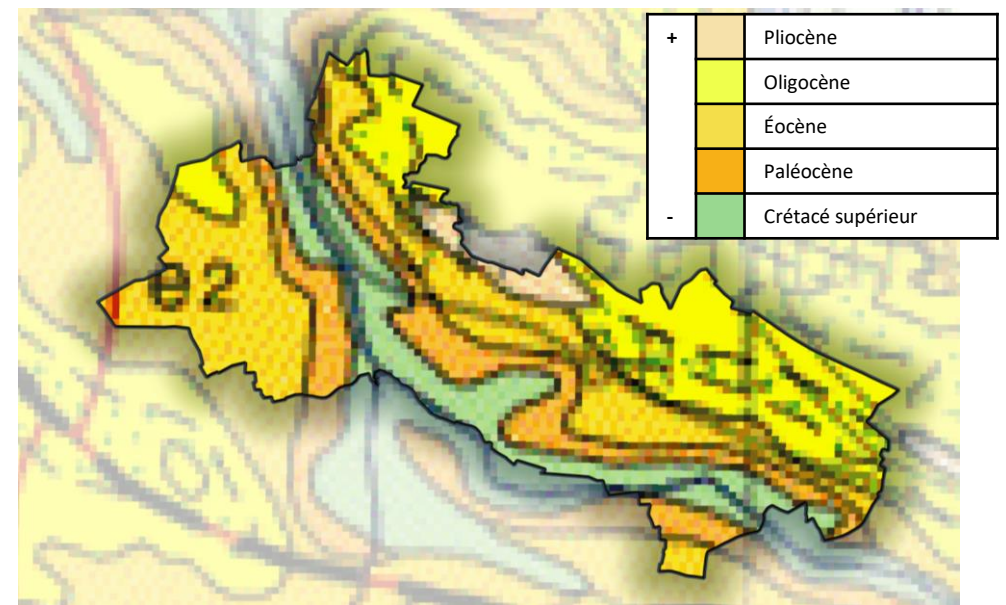 + Pliocène
Oligocène
Éocène
Paléocène
- Crétacé supérieur
e2